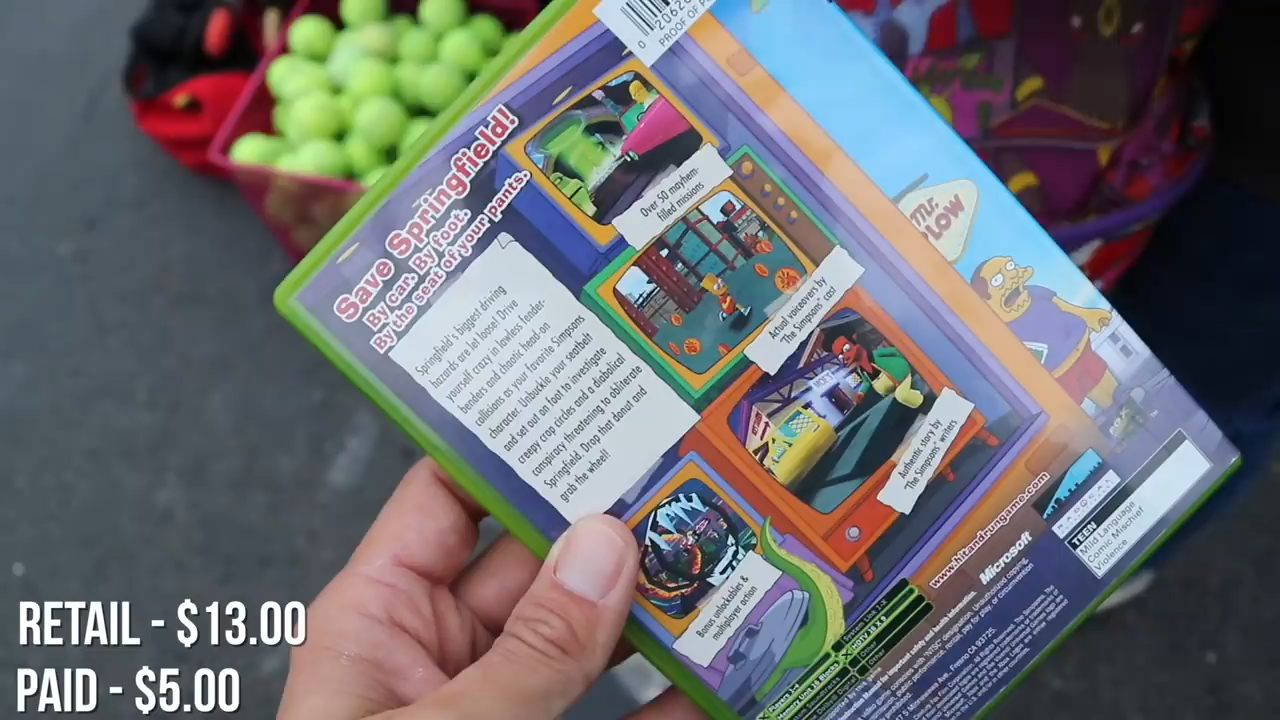 PROOF OF
Save Springfield!
By car. By foot.
By the seat of your pants.
Springfield's biggest driving
hazards are let loose! Drive
yourself crazy in lawless fender-
benders and chaotic head-on
collisions as your favorite Simpsons
character. Unbuckle your seatbelt
and set out on foot to investigate
creepy crop circles and a diabolical
conspiracy threatening to obliterate
Springfield. Drop that donut and
grab the wheel!
Over 50 mayhem-
filled missions
Actual voiceovers by
"The Simpsons" cast
Authentic story by
"The Simpsons" writers
Bonus unlockables &
multiplayer action
www.hitandrungame.com
Microsoft
TEEN
Mild Language
Comic Mischief
Violence
HDTV
Fresno CA 93725.
RETAIL - $13.00
PAID - $5.00